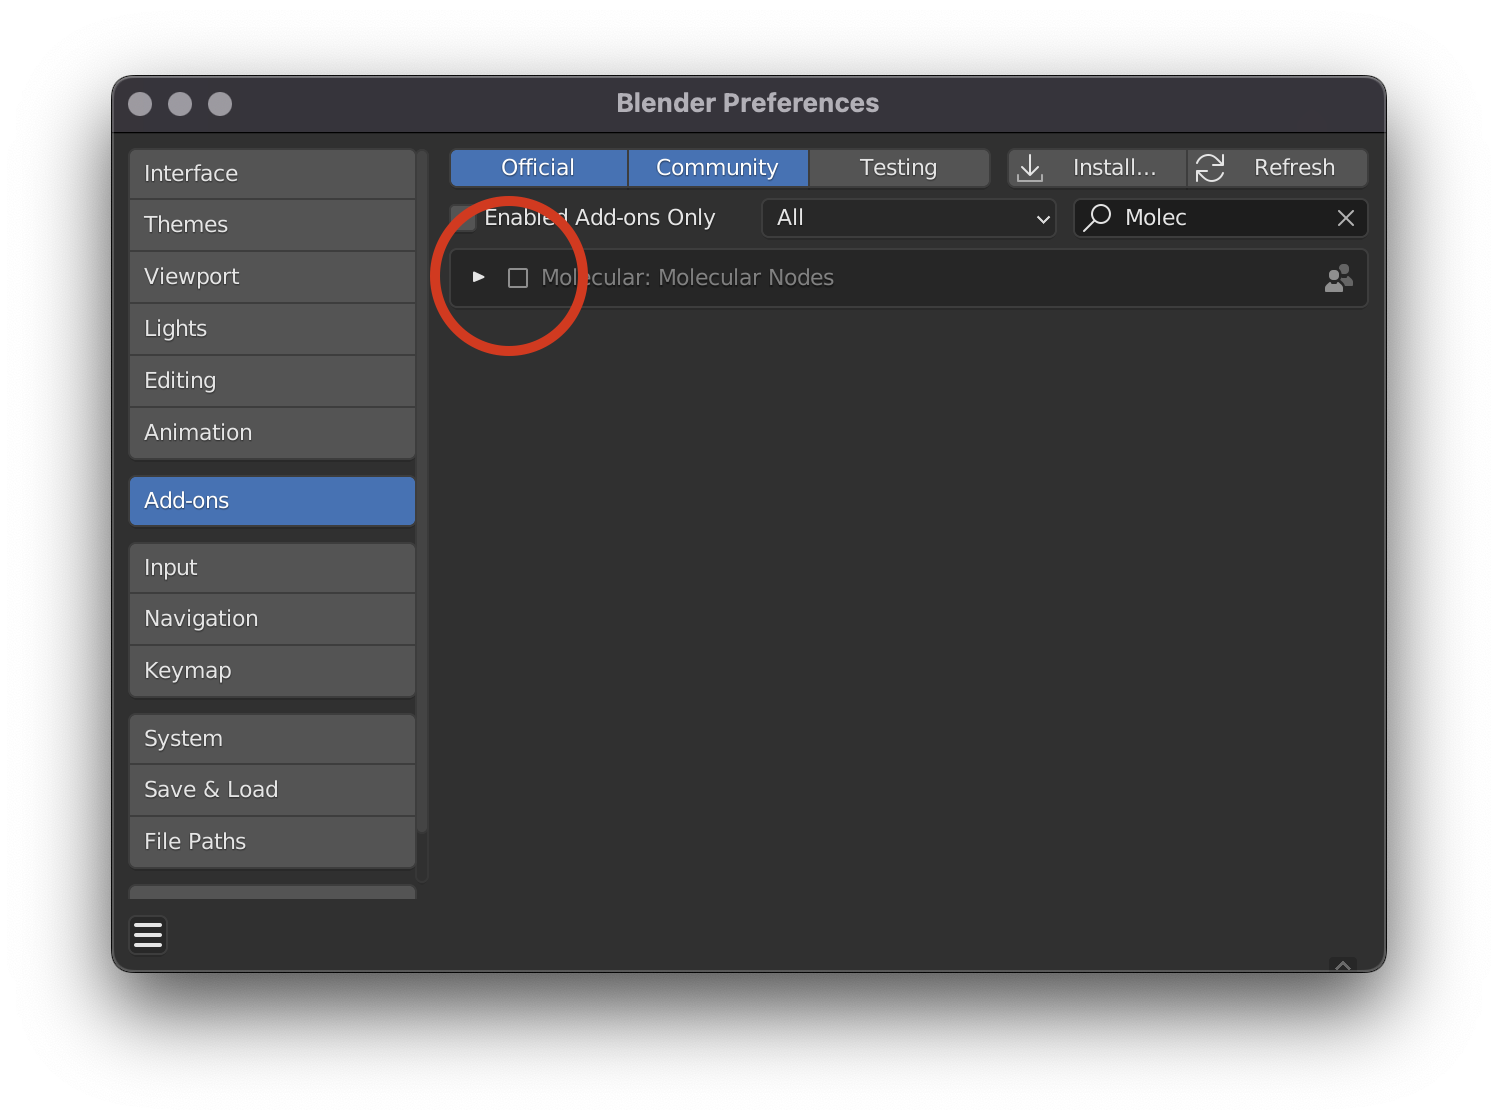 Blender Preferences
Interface
Themes
Viewport
Lights
Editing
Animation
Add-ons
Input
Navigation
Keymap
System
Save & Load
File Paths
Official Community Testing Install... Refresh
Enabled Add-ons Only All Molec
Molecular: Molecular Nodes